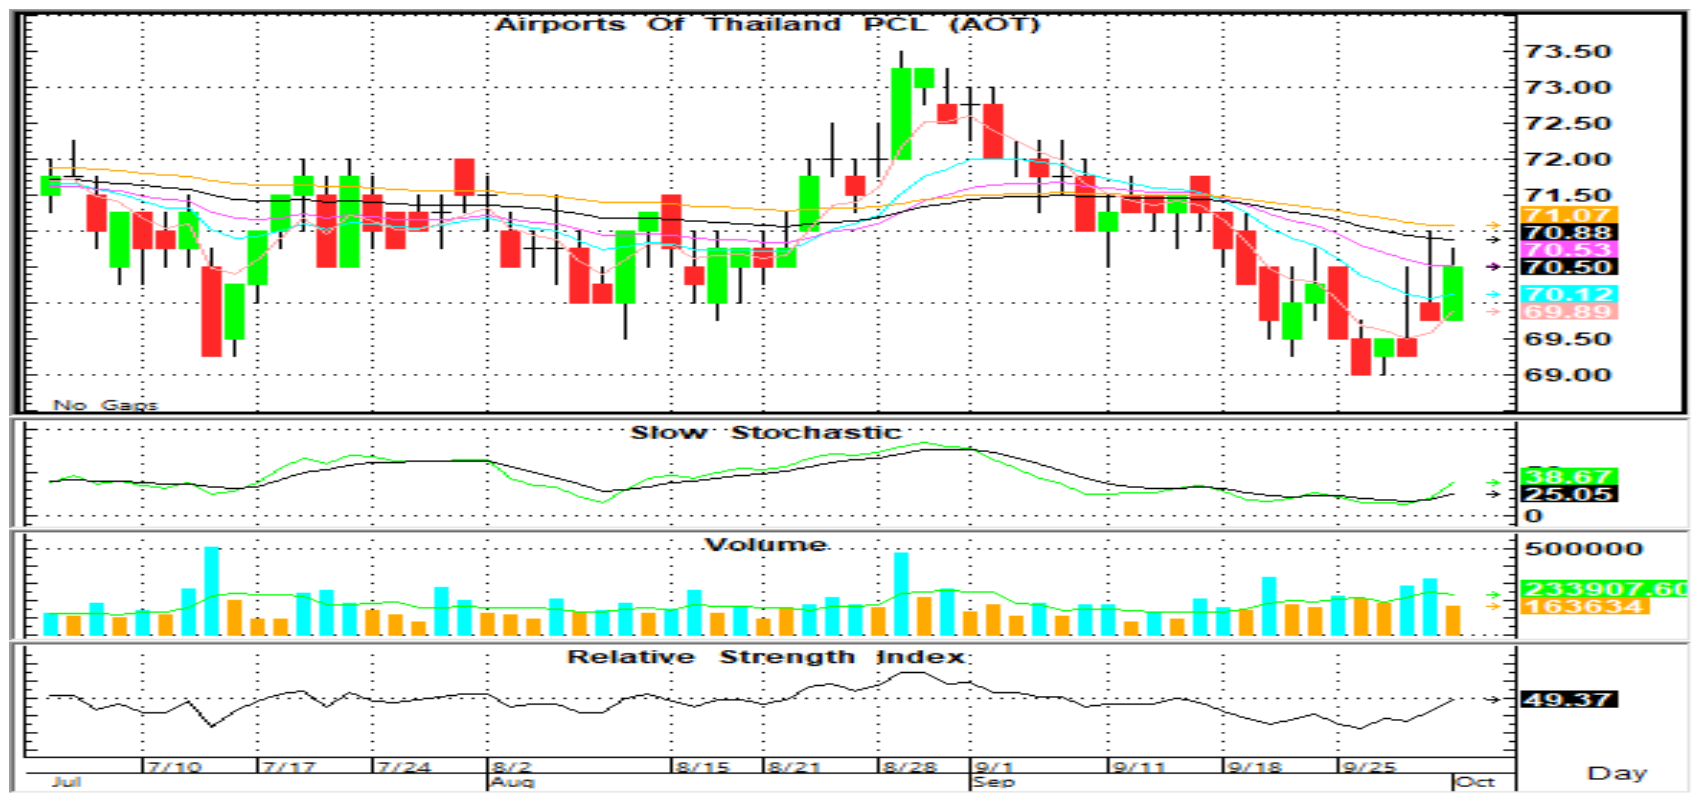 Airports Of Thailand PCL (AOT)
73.50
73.00
72.50
72.00
71.50
71.07
70.88
70.53
70.50
70.12
69.89
69.50
69.00
No Gaps
Slow Stochastic
38.67
25.05
0
Volume
500000
233907.60
163634
Relative Strength Index
49.37
7/10 7/17 7/24 8/2 8/15 8/21 8/28 9/1 9/11 9/18 9/25
Jul Aug Sep Oct
Day